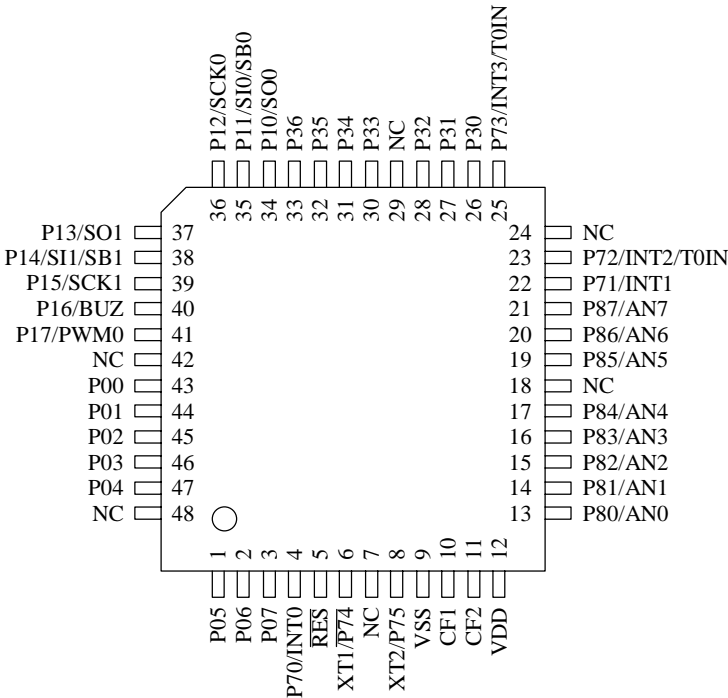 P12/SCK0
P11/SI0/SB0
P10/SO0
P36
P35
P34
P33
NC
P32
P31
P30
P73/INT3/T0IN
36
35
34
33
32
31
30
29
28
27
26
25
P13/SO1 37
P14/SI1/SB1 38
P15/SCK1 39
P16/BUZ 40
P17/PWM0 41
NC 42
P00 43
P01 44
P02 45
P03 46
P04 47
NC 48
24 NC
23 P72/INT2/T0IN
22 P71/INT1
21 P87/AN7
20 P86/AN6
19 P85/AN5
18 NC
17 P84/AN4
16 P83/AN3
15 P82/AN2
14 P81/AN1
13 P80/AN0
1
2
3
4
5
6
7
8
9
10
11
12
P05
P06
P07
P70/INT0
RES
XT1/P74
NC
XT2/P75
VSS
CF1
CF2
VDD